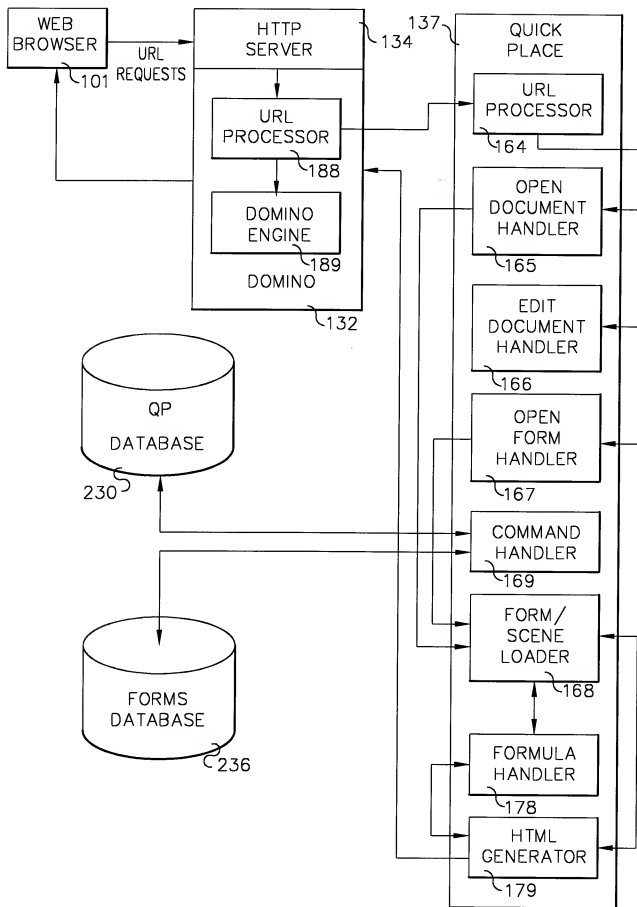 WEB
BROWSER
101
URL
REQUESTS
HTTP
SERVER
134
URL
PROCESSOR
188
DOMINO
ENGINE
189
DOMINO
132
137
QUICK
PLACE
URL
PROCESSOR
164
OPEN
DOCUMENT
HANDLER
165
EDIT
DOCUMENT
HANDLER
166
OPEN
FORM
HANDLER
167
COMMAND
HANDLER
169
FORM/
SCENE
LOADER
168
FORMULA
HANDLER
178
HTML
GENERATOR
179
QP
DATABASE
230
FORMS
DATABASE
236